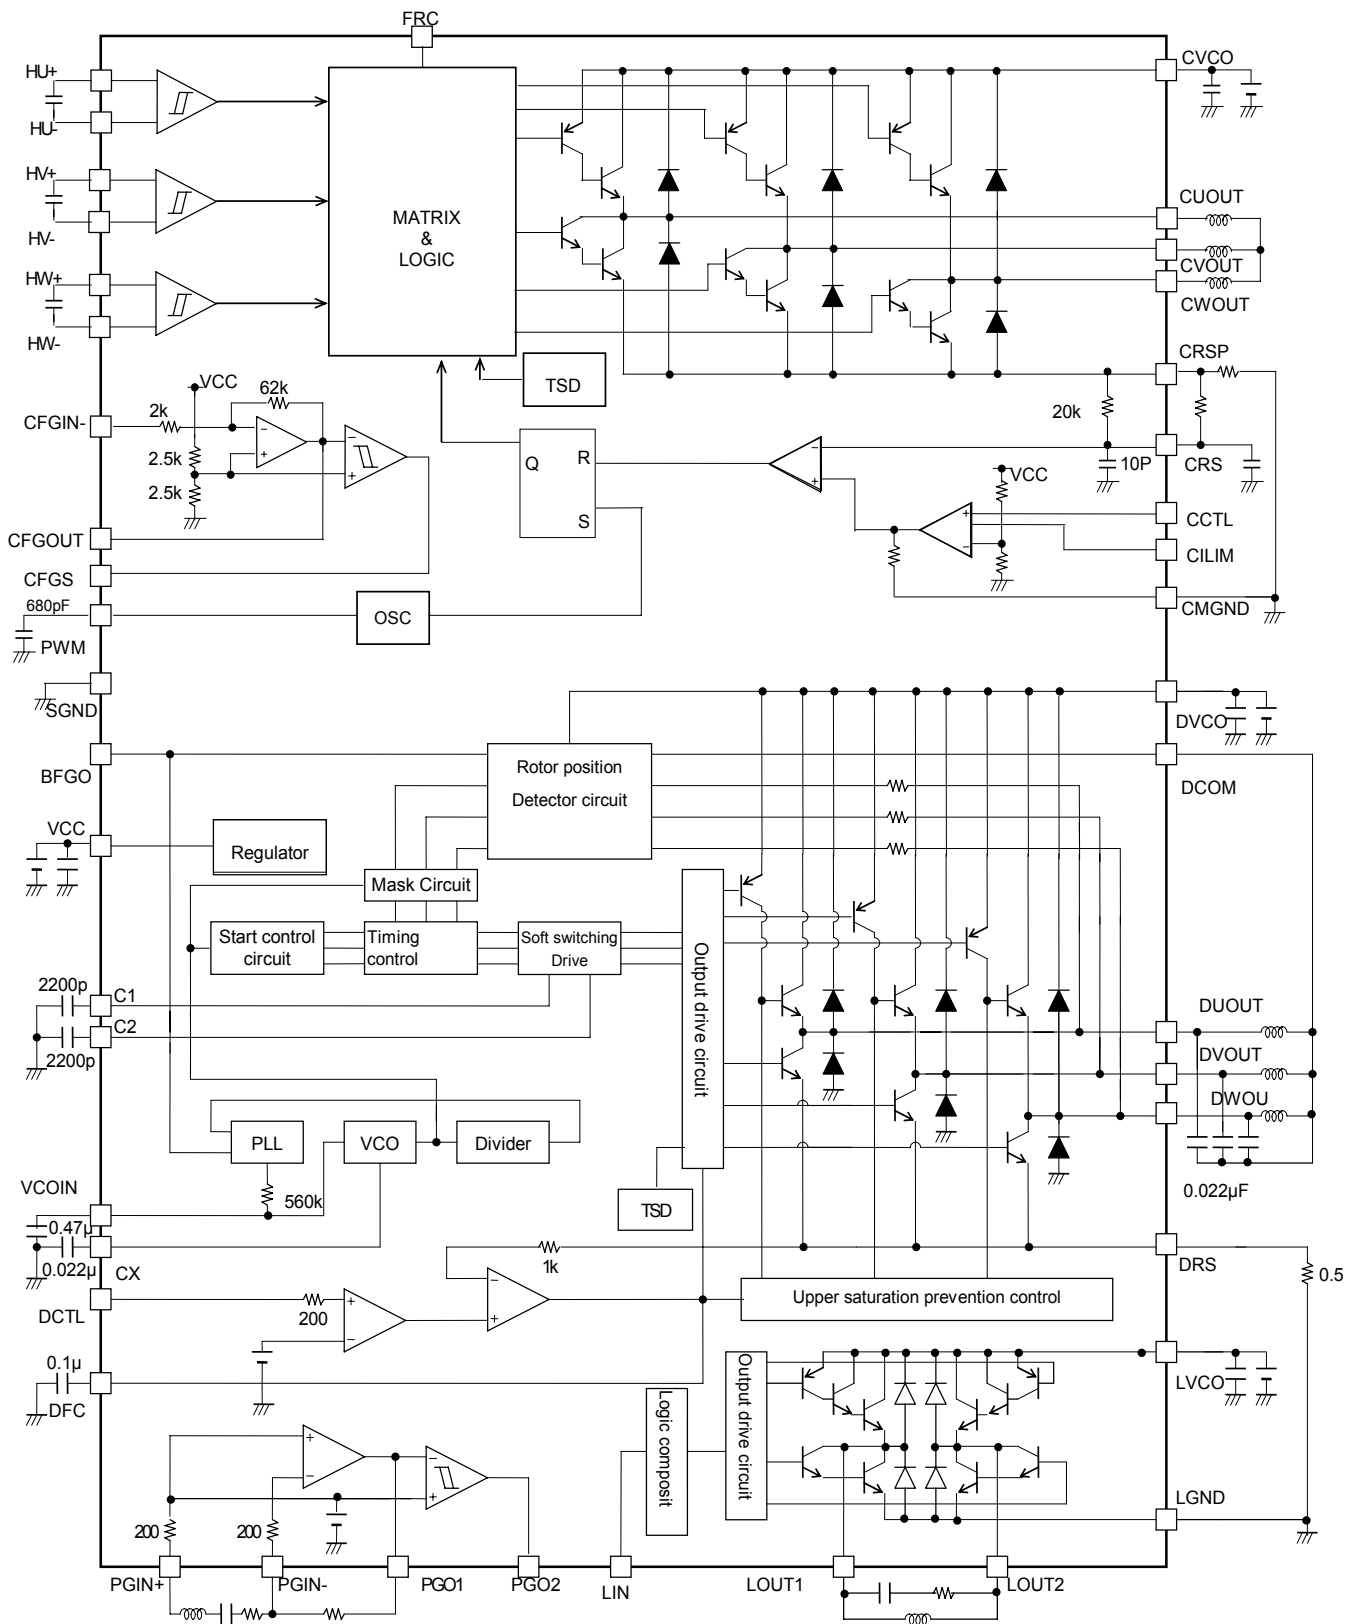 FRC
HU+
HU-
HV+
HV-
HW+
HW-
MATRIX
&
LOGIC
CVCO
CUOUT
CVOUT
CWOUT
CRSP
TSD
VCC
62k
2k
CFGIN-
2.5k
2.5k
20k
10P
CRS
Q
R
S
VCC
CCTL
CILIM
CMGND
CFGOUT
CFGS
680pF
PWM
OSC
SGND
DVCO
BFGO
Rotor position
Detector circuit
DCOM
VCC
Regulator
Mask Circuit
Start control
circuit
Timing
control
Soft switching
Drive
Output drive circuit
2200p
C1
C2
2200p
DUOUT
DVOUT
DWOU
0.022µF
PLL
VCO
Divider
560k
VCOIN
0.47µ
0.022µ
CX
TSD
1k
DRS
0.5
DCTL
200
Upper saturation prevention control
0.1µ
DFC
LVCO
Logic composit
Output drive circuit
LGND
200
200
PGIN+
PGIN-
PGO1
PGO2
LIN
LOUT1
LOUT2